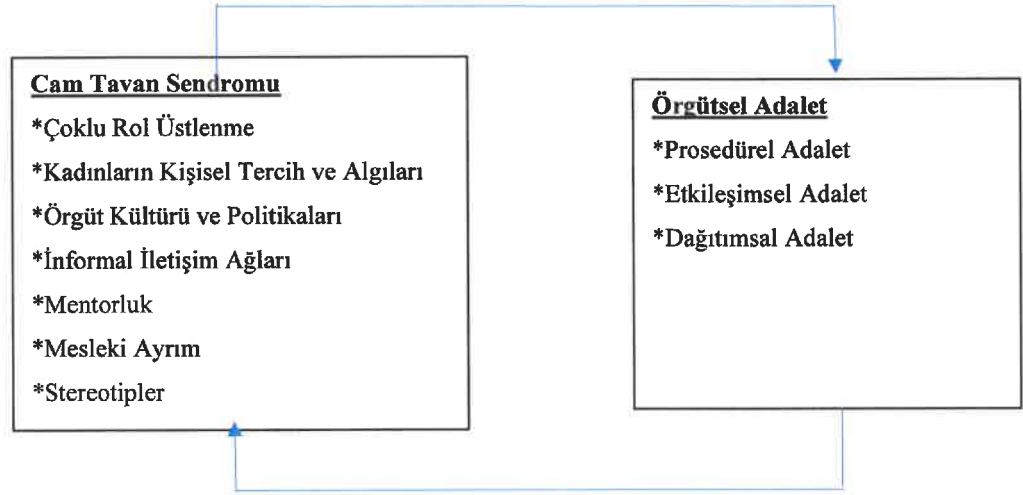 Cam Tavan Sendromu
*Çoklu Rol Üstlenme
*Kadınların Kişisel Tercih ve Algıları
*Örgüt Kültürü ve Politikaları
*İnformal İletişim Ağları
*Mentorluk
*Mesleki Ayrım
*Stereotipler
Örgütsel Adalet
*Prosedürel Adalet
*Etkileşimsel Adalet
*Dağıtımsal Adalet